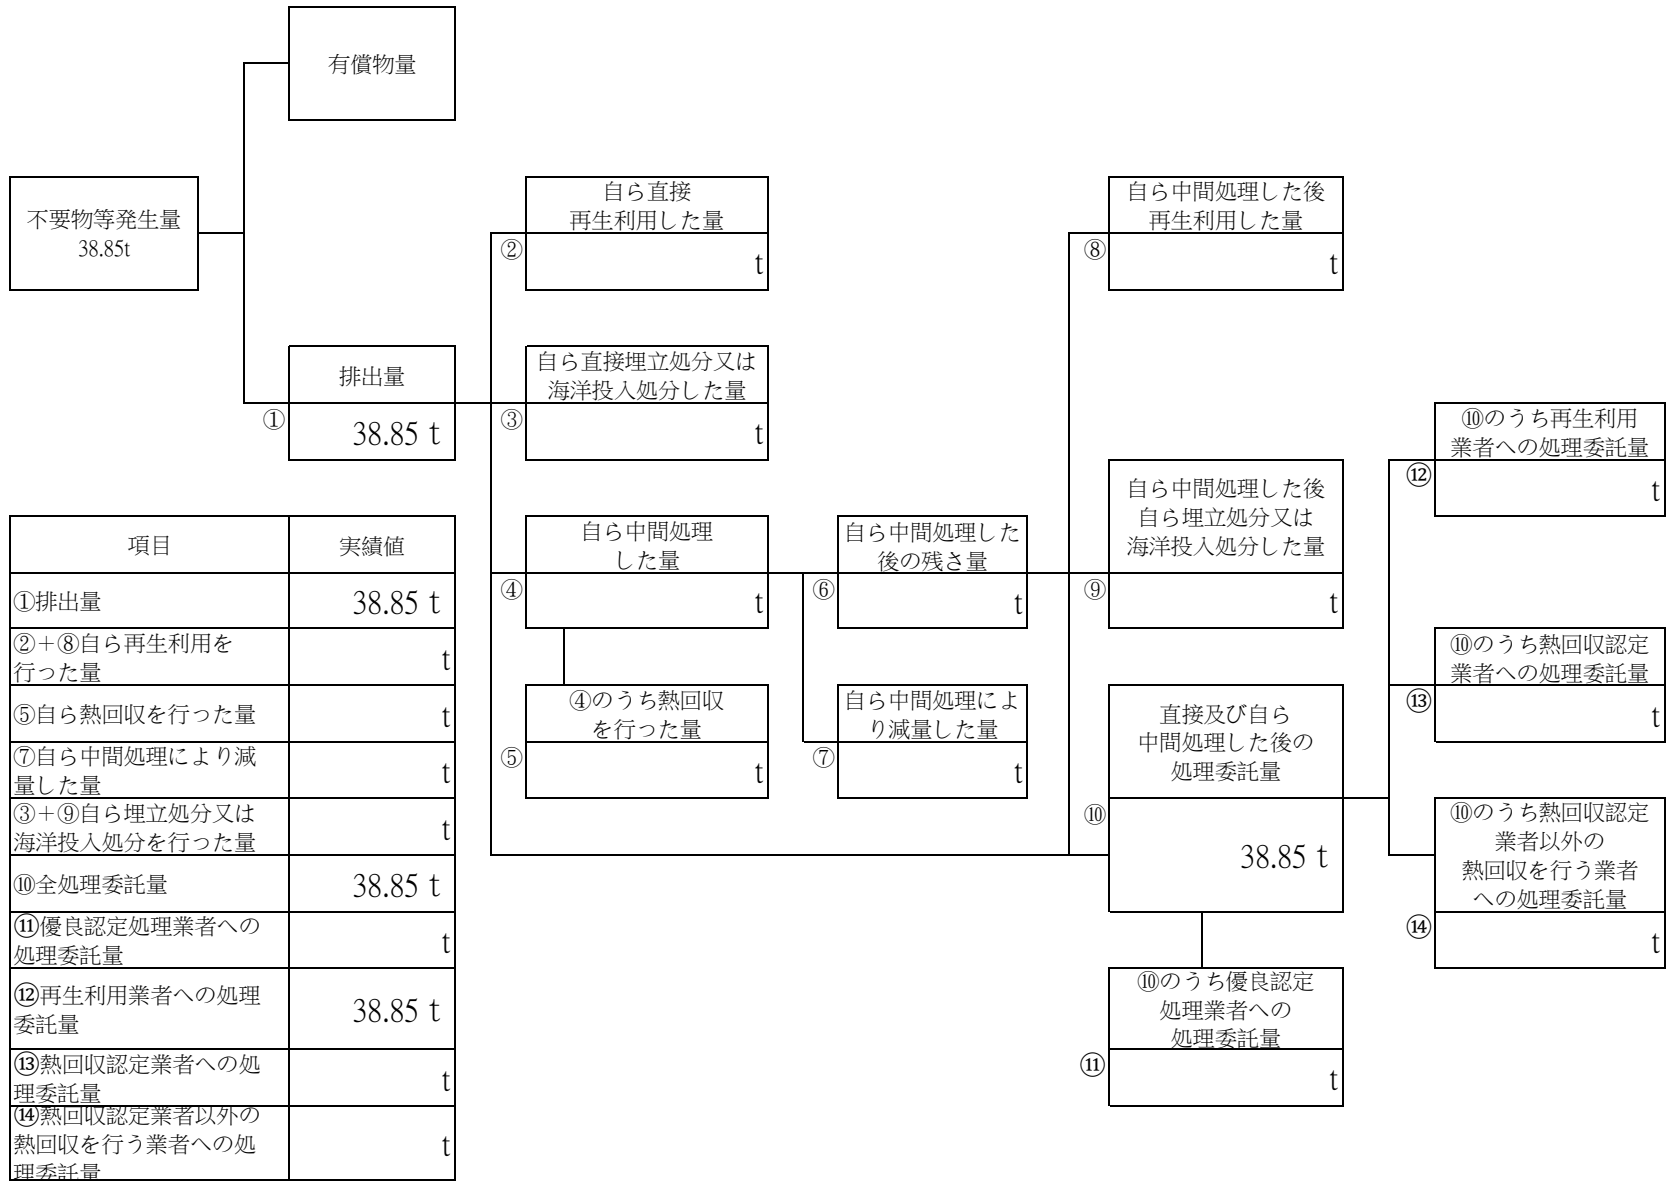 有償物量
不要物等発生量
38.85t
自ら直接
再生利用した量
②
t
自ら中間処理した後
再生利用した量
⑧
t
排出量
①
38.85 t
自ら直接埋立処分又は
海洋投入処分した量
③
t
⑩のうち再生利用
業者への処理委託量
⑫
t
自ら中間処理
した量
④
t
自ら中間処理した
後の残さ量
⑥
t
自ら中間処理した後
自ら埋立処分又は
海洋投入処分した量
⑨
t
⑩のうち熱回収認定
業者への処理委託量
⑬
t
④のうち熱回収
を行った量
⑤
t
自ら中間処理によ
り減量した量
⑦
t
直接及び自ら
中間処理した後の
処理委託量
⑩
38.85 t
⑩のうち熱回収認定
業者以外の
熱回収を行う業者
への処理委託量
⑭
t
⑩のうち優良認定
処理業者への
処理委託量
⑪
t
項目 実績値
①排出量 38.85 t
②＋⑧自ら再生利用を
行った量 t
⑤自ら熱回収を行った量 t
⑦自ら中間処理により減
量した量 t
③＋⑨自ら埋立処分又は
海洋投入処分を行った量 t
⑩全処理委託量 38.85 t
⑪優良認定処理業者への
処理委託量 t
⑫再生利用業者への処理
委託量 38.85 t
⑬熱回収認定業者への処
理委託量 t
⑭熱回収認定業者以外の
熱回収を行う業者への処
理委託量 t